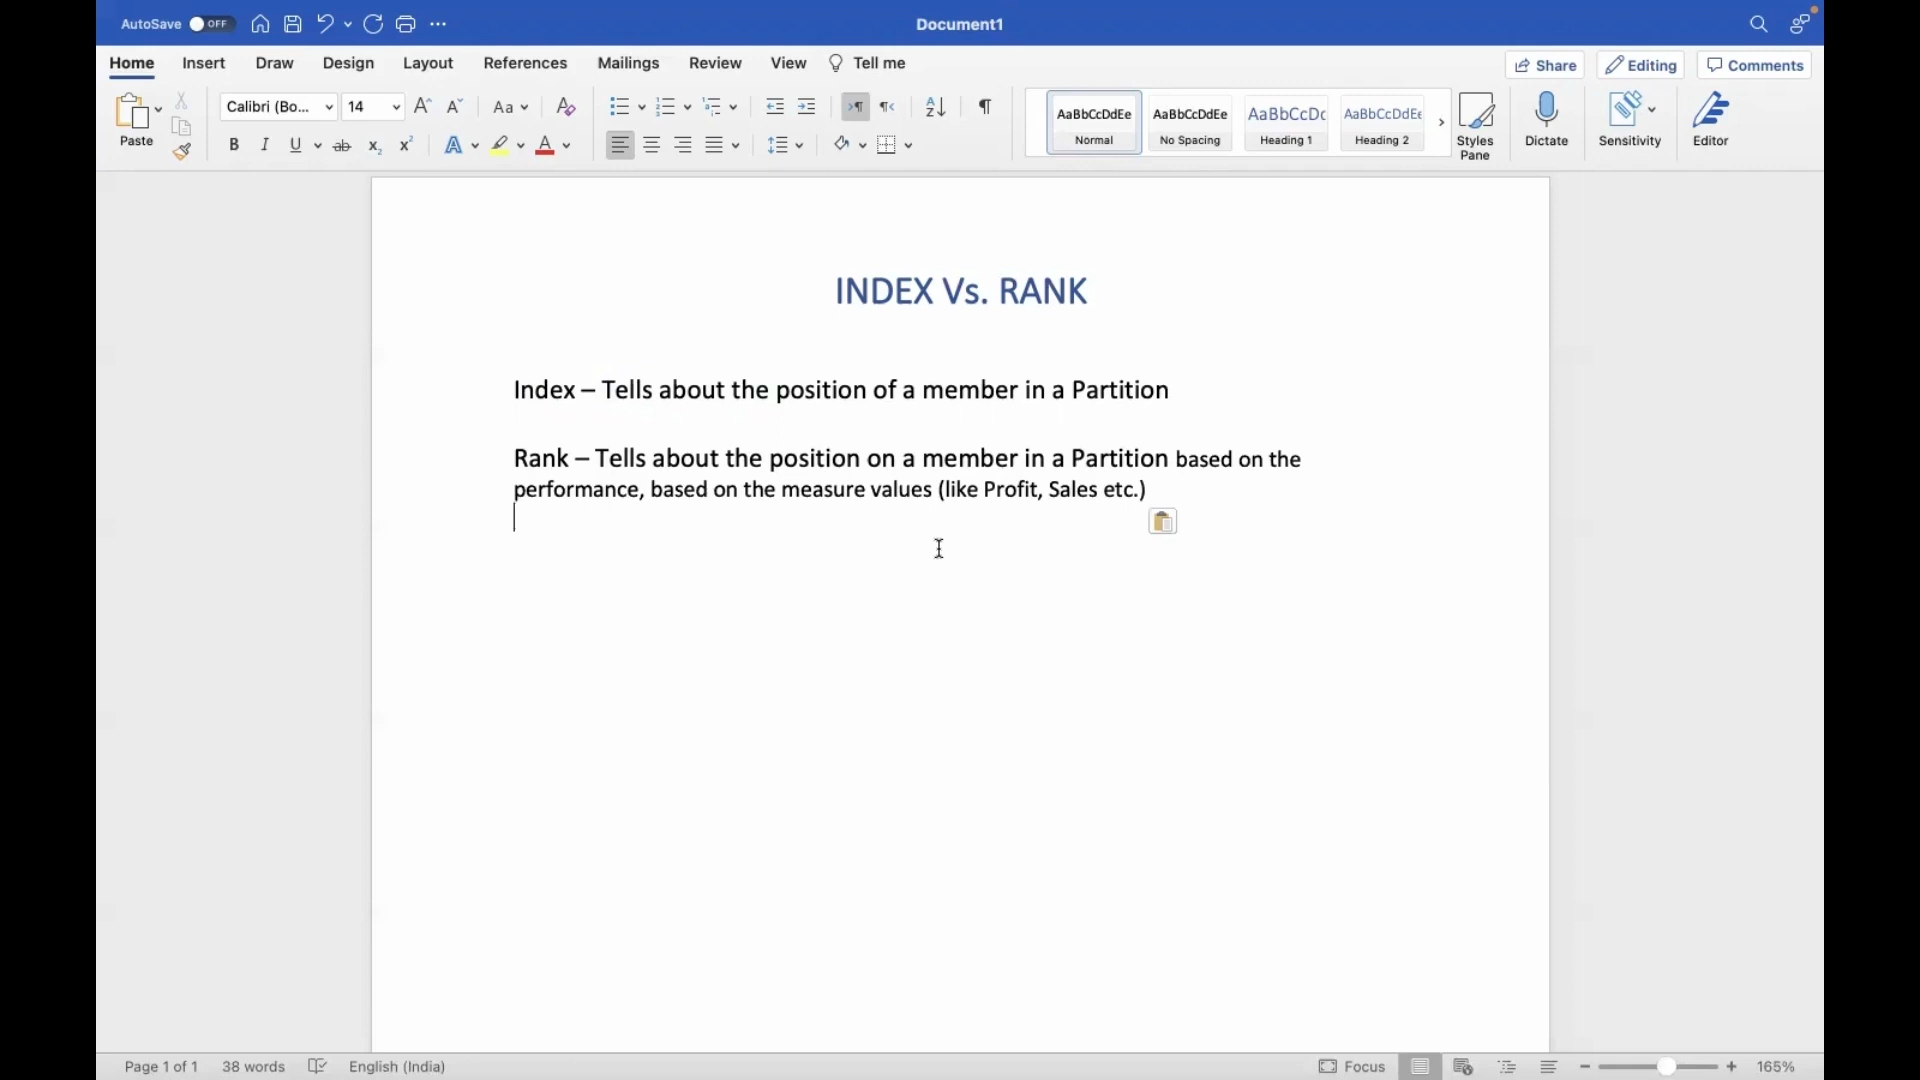 AutoSave OFF
Document1
Home Insert Draw Design Layout References Mailings Review View Tell me
Share Editing Comments
Paste
Calibri (Bo... 14
Aa
B I U ab x₂ x²
A A
AaBbCcDdEe AaBbCcDdEe AaBbCcDc AaBbCcDdEe
Normal No Spacing Heading 1 Heading 2
Styles Pane
Dictate
Sensitivity
Editor
INDEX Vs. RANK
Index – Tells about the position of a member in a Partition
Rank – Tells about the position on a member in a Partition based on the
performance, based on the measure values (like Profit, Sales etc.)
Page 1 of 1 38 words English (India)
Focus 165%